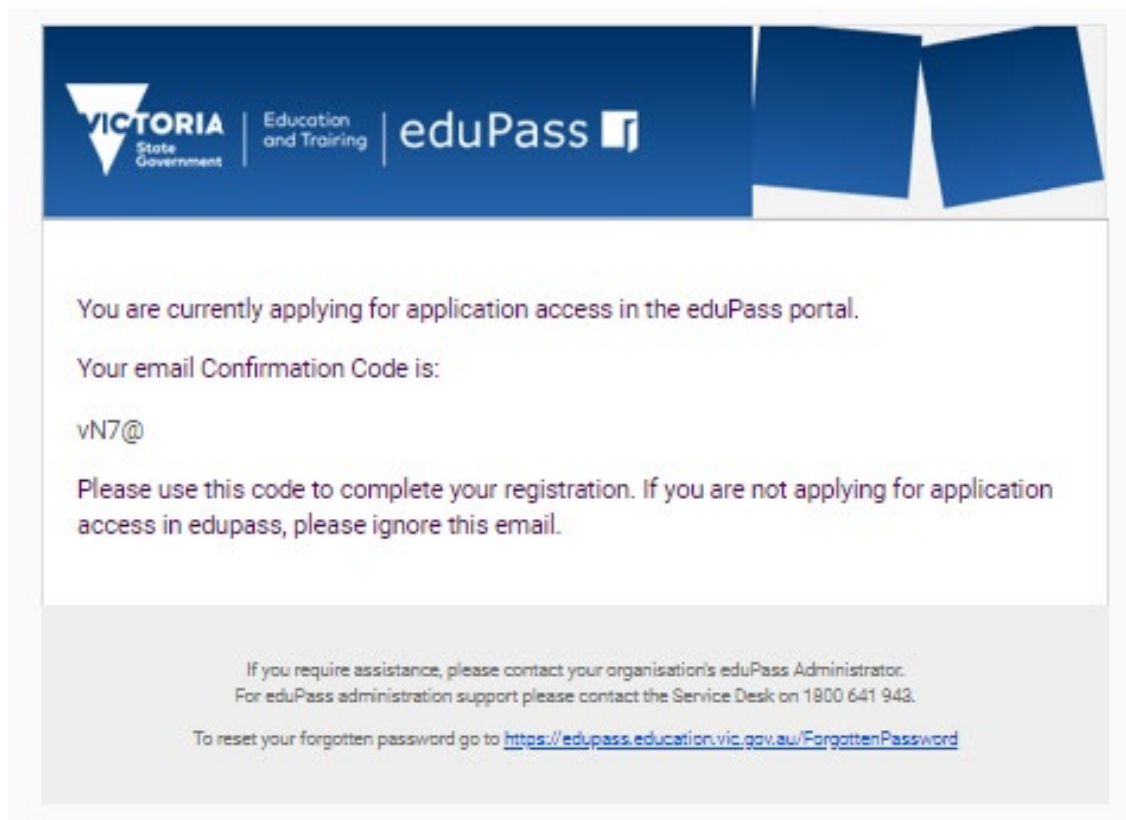 VICTORIA
State
Government
Education
and Training
eduPass
You are currently applying for application access in the eduPass portal.
Your email Confirmation Code is:
vN7@
Please use this code to complete your registration. If you are not applying for application
access in edupass, please ignore this email.
If you require assistance, please contact your organisation's eduPass Administrator.
For eduPass administration support please contact the Service Desk on 1800 641 943.
To reset your forgotten password go to https://edupass.education.vic.gov.au/ForgottenPassword